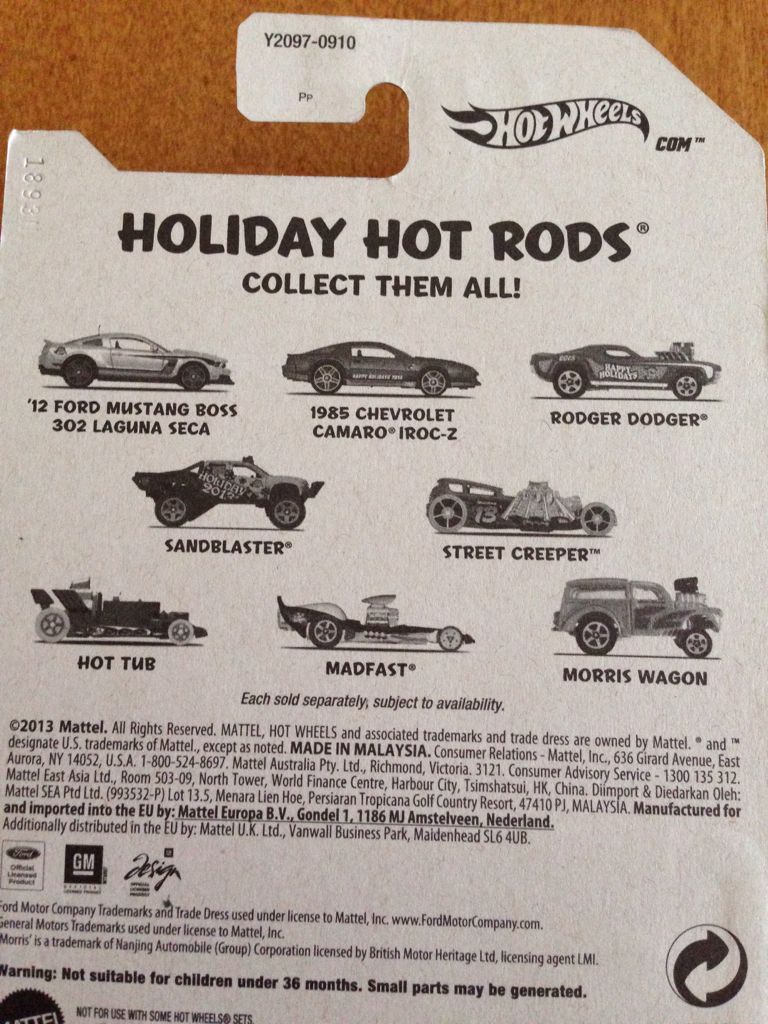 Y2097-0910
PP
HOT WHEELS
.COM™
1893
HOLIDAY HOT RODS®
COLLECT THEM ALL!
'12 FORD MUSTANG BOSS
302 LAGUNA SECA
1985 CHEVROLET
CAMARO® IROC-Z
HAPPY
HOLIDAYS
RODGER DODGER®
HOLIDAY
SANDBLASTER®
13
STREET CREEPER™
HOT TUB
MADFAST®
MORRIS WAGON
Each sold separately, subject to availability.
©2013 Mattel. All Rights Reserved. MATTEL, HOT WHEELS and associated trademarks and trade dress are owned by Mattel. ® and ™
designate U.S. trademarks of Mattel., except as noted. MADE IN MALAYSIA. Consumer Relations - Mattel, Inc., 636 Girard Avenue, East
Aurora, NY 14052, U.S.A. 1-800-524-8697. Mattel Australia Pty. Ltd., Richmond, Victoria. 3121. Consumer Advisory Service - 1300 135 312.
Mattel East Asia Ltd., Room 503-09, North Tower, World Finance Centre, Harbour City, Tsimshatsui, HK, China. Diimport & Diedarkan Oleh:
Mattel SEA Ptd Ltd. (993532-P) Lot 13.5, Menara Lien Hoe, Persiaran Tropicana Golf Country Resort, 47410 PJ, MALAYSIA. Manufactured for
and imported into the EU by: Mattel Europa B.V., Gondel 1, 1186 MJ Amstelveen, Nederland.
Additionally distributed in the EU by: Mattel U.K. Ltd., Vanwall Business Park, Maidenhead SL6 4UB.
Ford
Official
Licensed
Product
GM
Design
Ford Motor Company Trademarks and Trade Dress used under license to Mattel, Inc. www.FordMotorCompany.com.
General Motors Trademarks used under license to Mattel, Inc.
Morris' is a trademark of Nanjing Automobile (Group) Corporation licensed by British Motor Heritage Ltd, licensing agent LMI.
Warning: Not suitable for children under 36 months. Small parts may be generated.
MATTEL
NOT FOR USE WITH SOME HOT WHEELS® SETS.